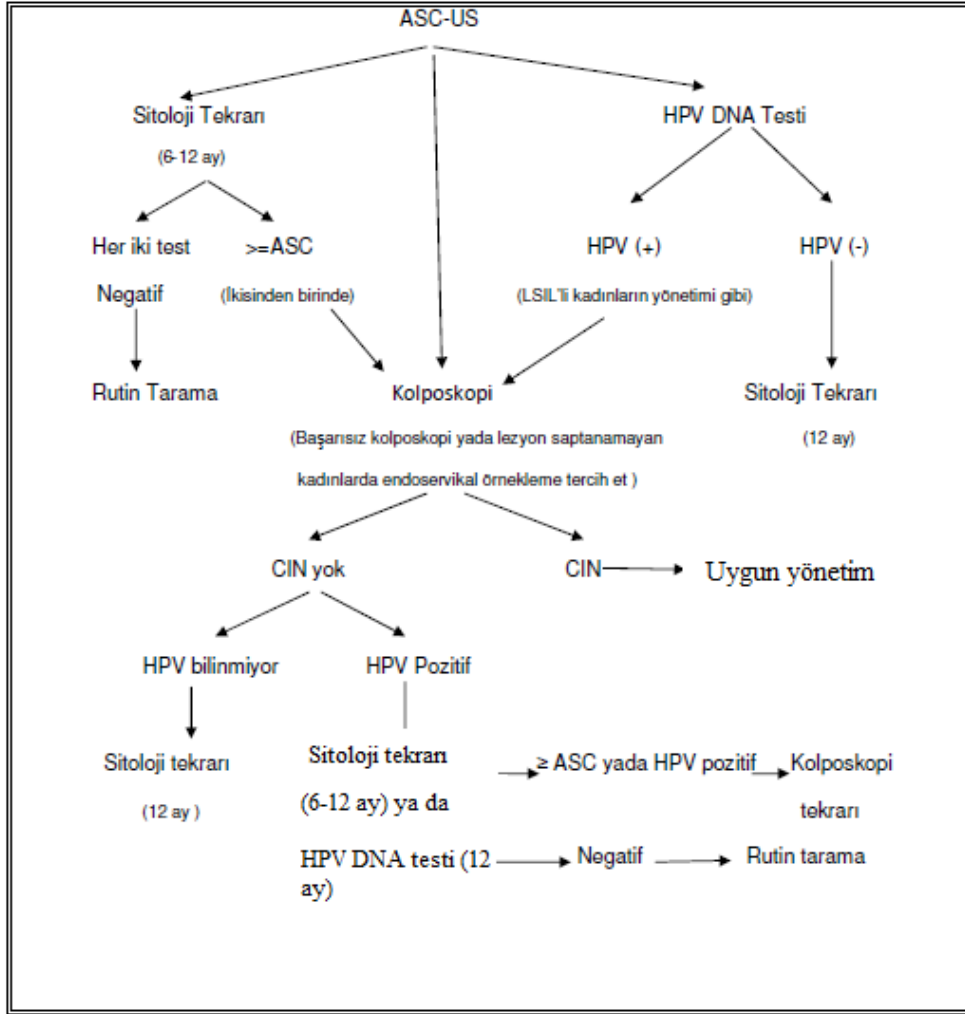 ASC-US
Sitoloji Tekrarı
HPV DNA Testi
(6-12 ay)
Her iki test
>=ASC
HPV (+)
HPV (-)
Negatif
(İkisinden birinde)
(LSIL'li kadınların yönetimi gibi)
Rutin Tarama
Kolposkopi
Sitoloji Tekrarı
(Başarısız kolposkopi yada lezyon saptanamayan
(12 ay)
kadınlarda endoservikal örnekleme tercih et )
CIN yok
CIN
Uygun yönetim
HPV bilinmiyor
HPV Pozitif
Sitoloji tekrarı
Sitoloji tekrarı
≥ ASC yada HPV pozitif
Kolposkopi
(12 ay )
(6-12 ay) ya da
tekrarı
HPV DNA testi (12
Negatif
Rutin tarama
ay)